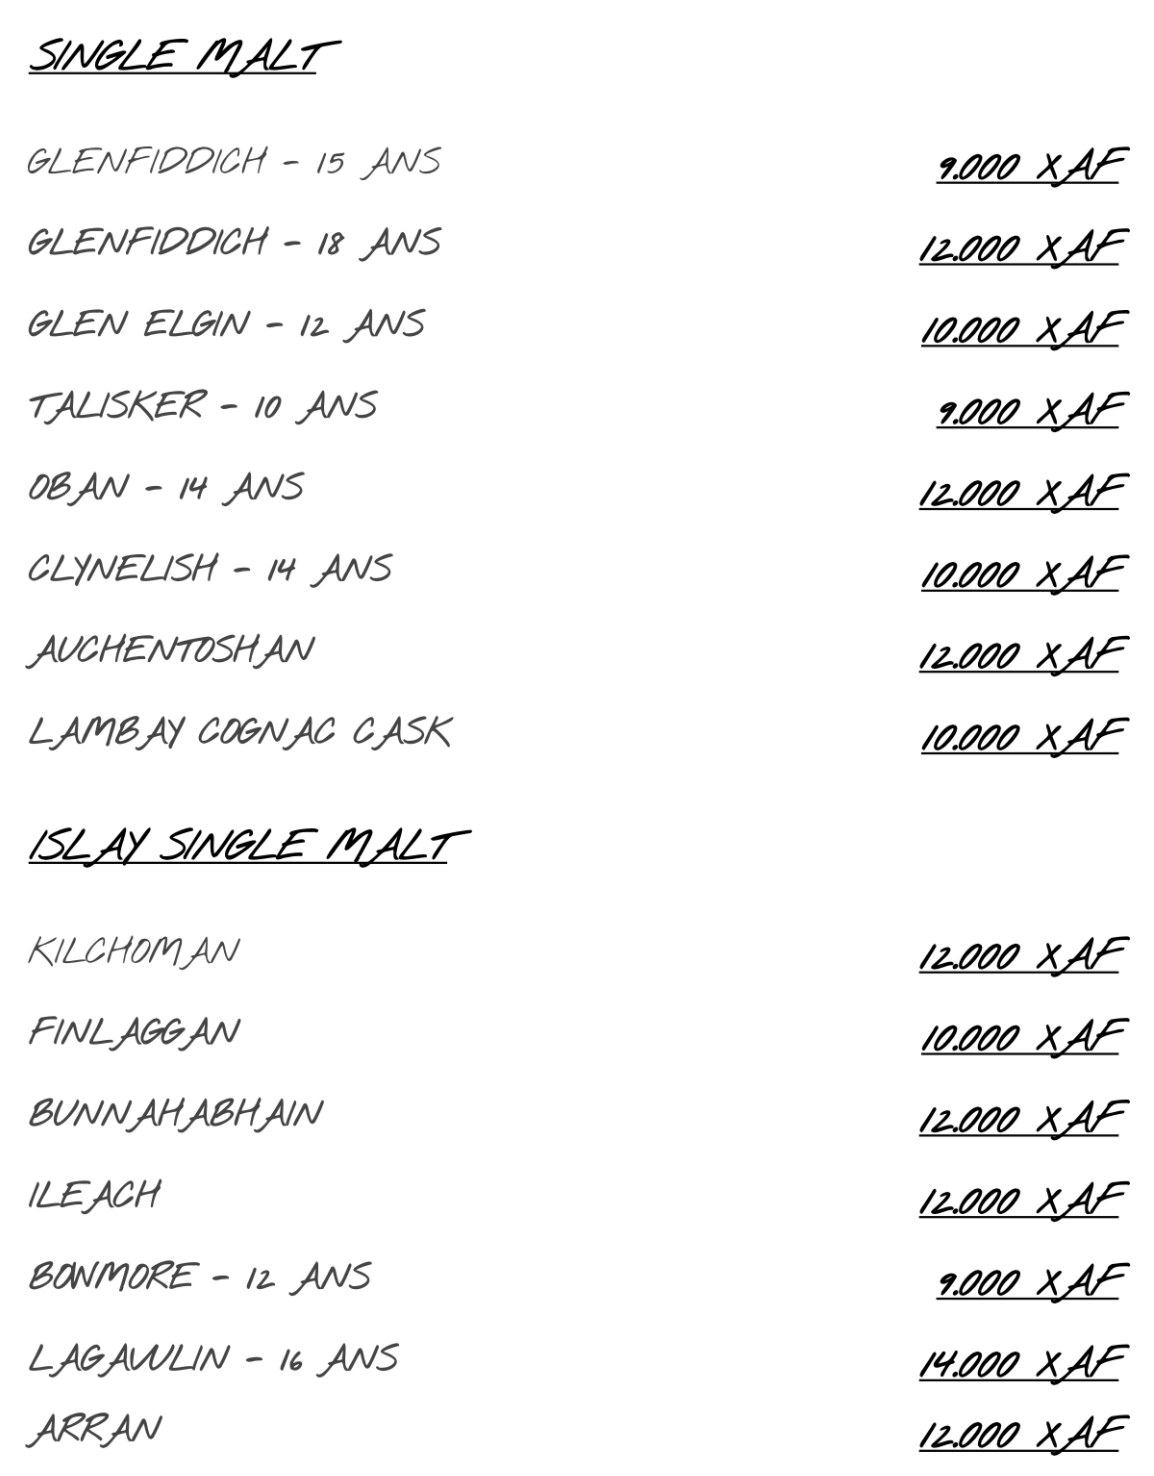 SINGLE MALT
GLENFIDDICH - 15 ANS 9.000 XAF
GLENFIDDICH - 18 ANS 12.000 XAF
GLEN ELGIN - 12 ANS 10.000 XAF
TALISKER - 10 ANS 9.000 XAF
OBAN - 14 ANS 12.000 XAF
CLYNELISH - 14 ANS 10.000 XAF
AUCHENTOSHAN 12.000 XAF
LAMBAY COGNAC CASK 10.000 XAF
ISLAY SINGLE MALT
KILCHOMAN 12.000 XAF
FINLAGGAN 10.000 XAF
BUNNAHABHAIN 12.000 XAF
ILEACH 12.000 XAF
BOWMORE - 12 ANS 9.000 XAF
LAGAVULIN - 16 ANS 14.000 XAF
ARRAN 12.000 XAF